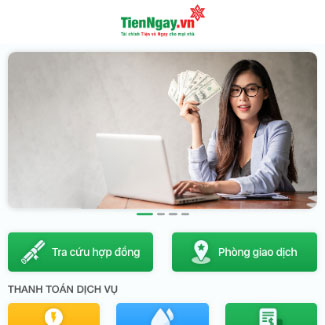 TienNgay.vn
Tài chính Tiện và Ngay của mọi nhà
Tra cứu hợp đồng
Phòng giao dịch
THANH TOÁN DỊCH VỤ